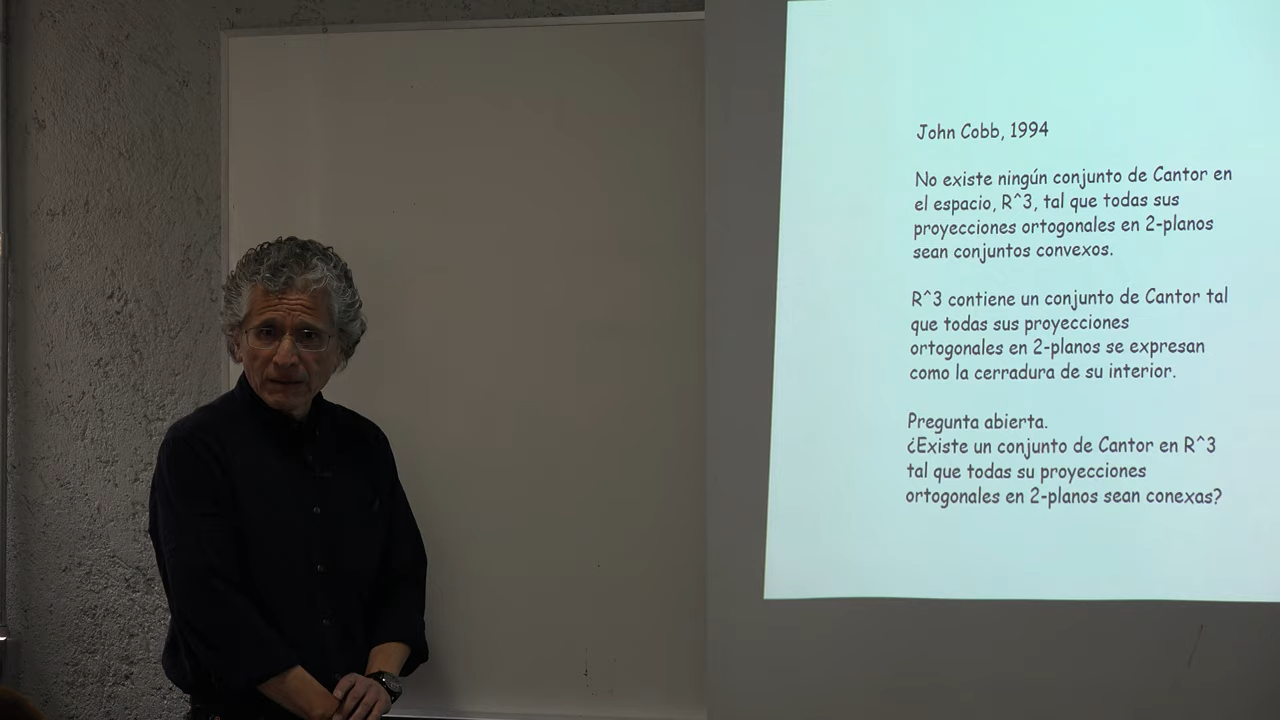 John Cobb, 1994
No existe ningún conjunto de Cantor en
el espacio, R^3, tal que todas sus
proyecciones ortogonales en 2-planos
sean conjuntos convexos.
R^3 contiene un conjunto de Cantor tal
que todas sus proyecciones
ortogonales en 2-planos se expresan
como la cerradura de su interior.
Pregunta abierta.
¿Existe un conjunto de Cantor en R^3
tal que todas su proyecciones
ortogonales en 2-planos sean conexas?